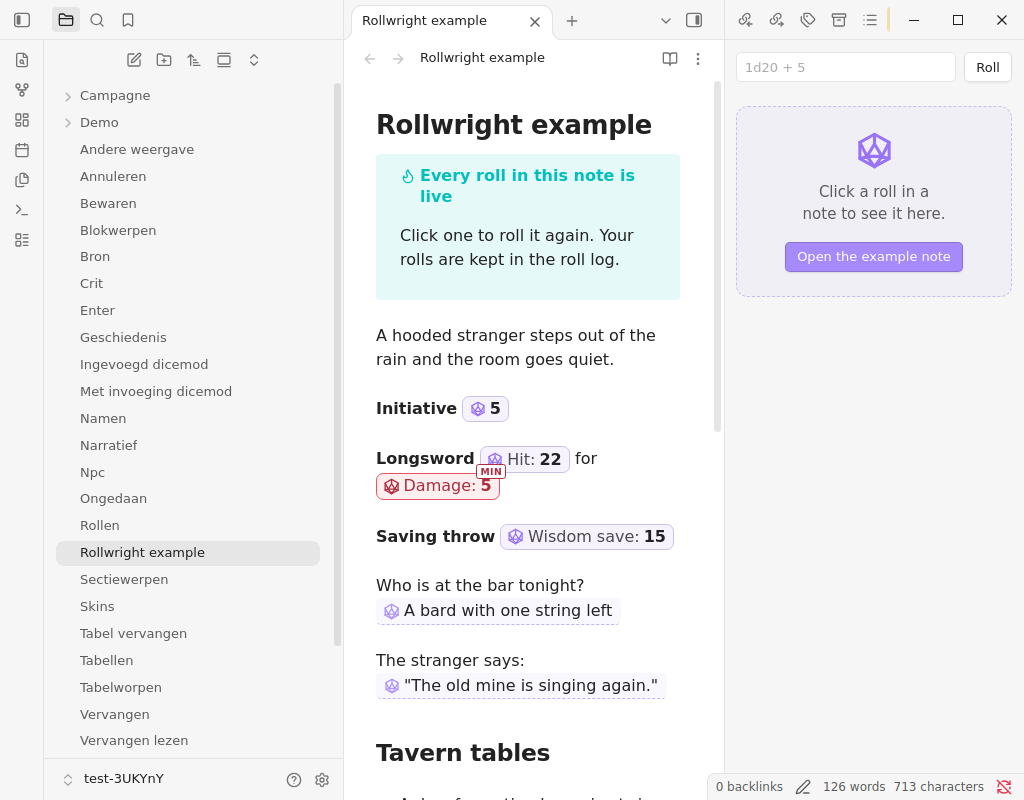 Rollwright example
Rollwright example
1d20 + 5
Roll
Campagne
Demo
Andere weergave
Annuleren
Bewaren
Blokwerpen
Bron
Crit
Enter
Geschiedenis
Ingevoegd dicemod
Met invoeging dicemod
Namen
Narratief
Npc
Ongedaan
Rollen
Rollwright example
Sectiewerpen
Skins
Tabel vervangen
Tabellen
Tabelworpen
Vervangen
Vervangen lezen
test-3UKYnY
Rollwright example
Every roll in this note is
live
Click one to roll it again. Your
rolls are kept in the roll log.
A hooded stranger steps out of the
rain and the room goes quiet.
Initiative 5
Longsword Hit: 22 for
MIN
Damage: 5
Saving throw Wisdom save: 15
Who is at the bar tonight?
A bard with one string left
The stranger says:
"The old mine is singing again."
Tavern tables
Click a roll in a
note to see it here.
Open the example note
0 backlinks 126 words 713 characters